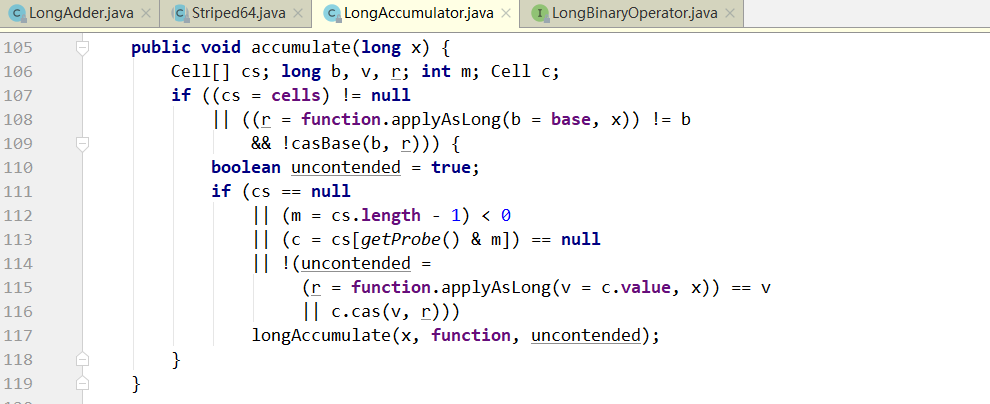 LongAdder.java Striped64.java LongAccumulator.java LongBinaryOperator.java
105 public void accumulate(long x) {
106 Cell[] cs; long b, v, r; int m; Cell c;
107 if ((cs = cells) != null
108 || ((r = function.applyAsLong(b = base, x)) != b
109 && !casBase(b, r))) {
110 boolean uncontended = true;
111 if (cs == null
112 || (m = cs.length - 1) < 0
113 || (c = cs[getProbe() & m]) == null
114 || !(uncontended =
115 (r = function.applyAsLong(v = c.value, x)) == v
116 || c.cas(v, r)))
117 longAccumulate(x, function, uncontended);
118 }
119 }